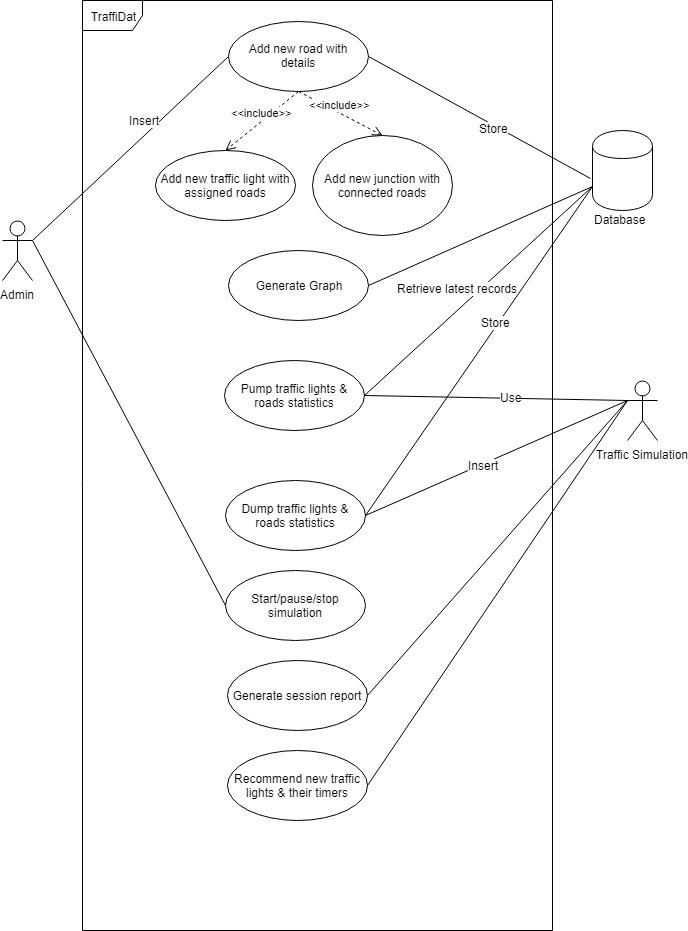 TraffiDat
Add new road with
details
<<include>>
<<include>>
Insert
Store
Add new traffic light with
assigned roads
Add new junction with
connected roads
Database
Admin
Generate Graph
Retrieve latest records
Store
Pump traffic lights &
roads statistics
Use
Traffic Simulation
Insert
Dump traffic lights &
roads statistics
Start/pause/stop
simulation
Generate session report
Recommend new traffic
lights & their timers